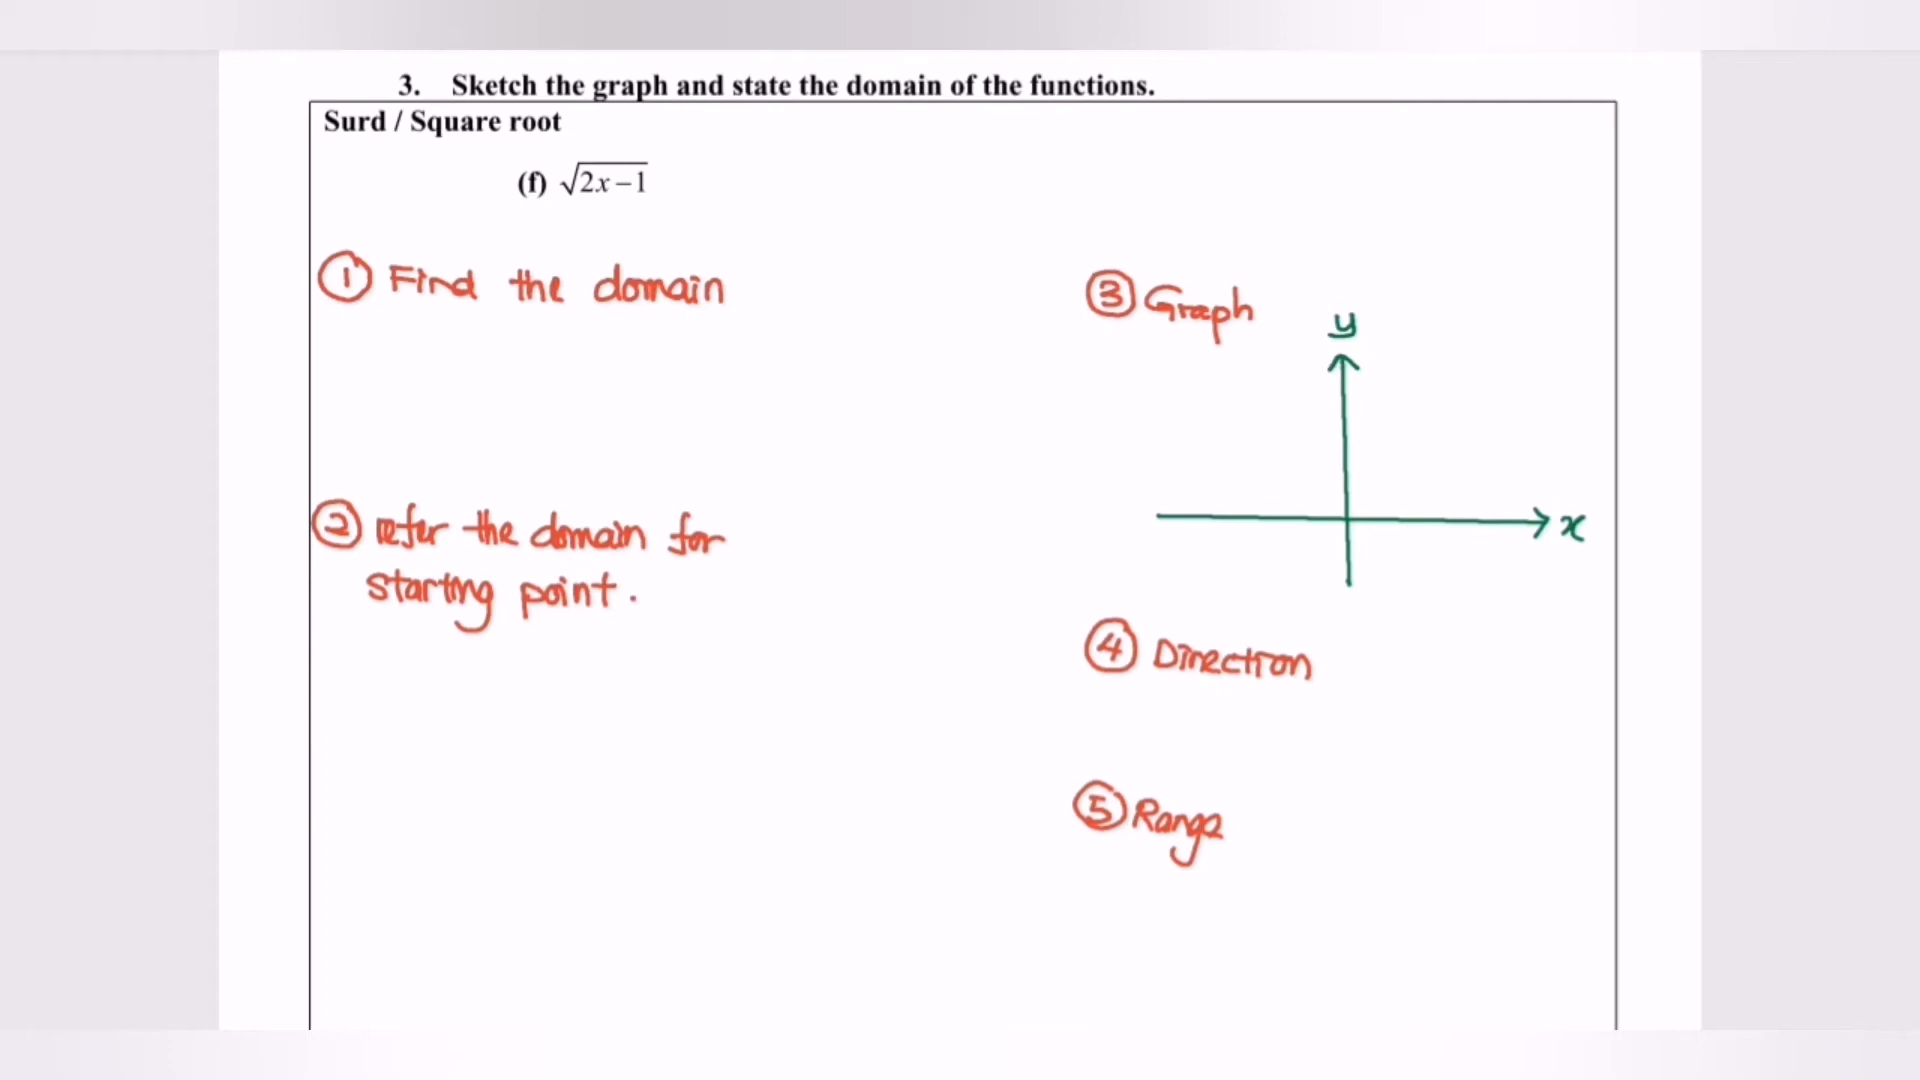 3. Sketch the graph and state the domain of the functions.
Surd / Square root
(f) √2x−1
① Find the domain
② refer the domain for
starting point.
③ Graph
y
x
④ Direction
⑤ Range